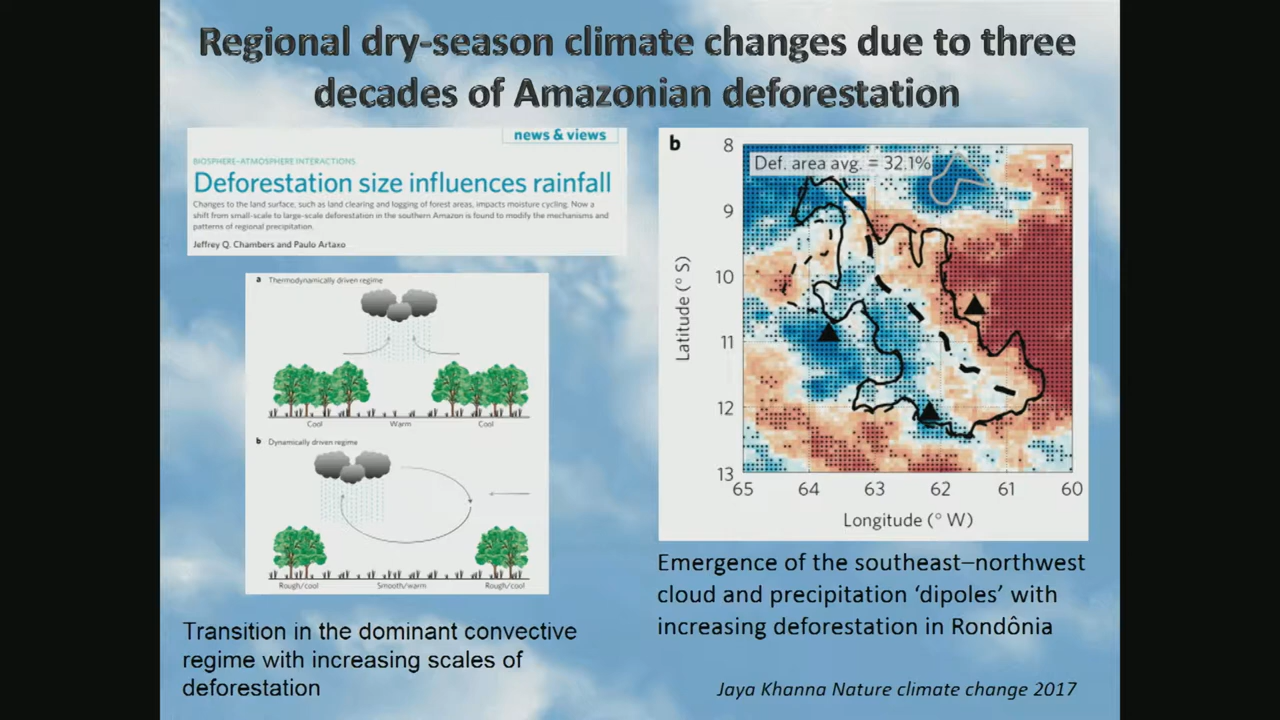 Regional dry-season climate changes due to three
decades of Amazonian deforestation
news & views
BIOSPHERE–ATMOSPHERE INTERACTIONS
Deforestation size influences rainfall
Changes to the land surface, such as land clearing and logging of forest areas, impacts moisture cycling. Now a
shift from small-scale to large-scale deforestation in the southern Amazon is found to modify the mechanisms and
patterns of regional precipitation.
Jeffrey Q. Chambers and Paulo Artaxo
a Thermodynamically driven regime
Cool Warm Cool
b Dynamically driven regime
Rough/cool Smooth/warm Rough/cool
Transition in the dominant convective
regime with increasing scales of
deforestation
b
Def. area avg. = 32.1%
8
9
10
11
12
13
Latitude (° S)
65 64 63 62 61 60
Longitude (° W)
Emergence of the southeast–northwest
cloud and precipitation ‘dipoles’ with
increasing deforestation in Rondônia
Jaya Khanna Nature climate change 2017